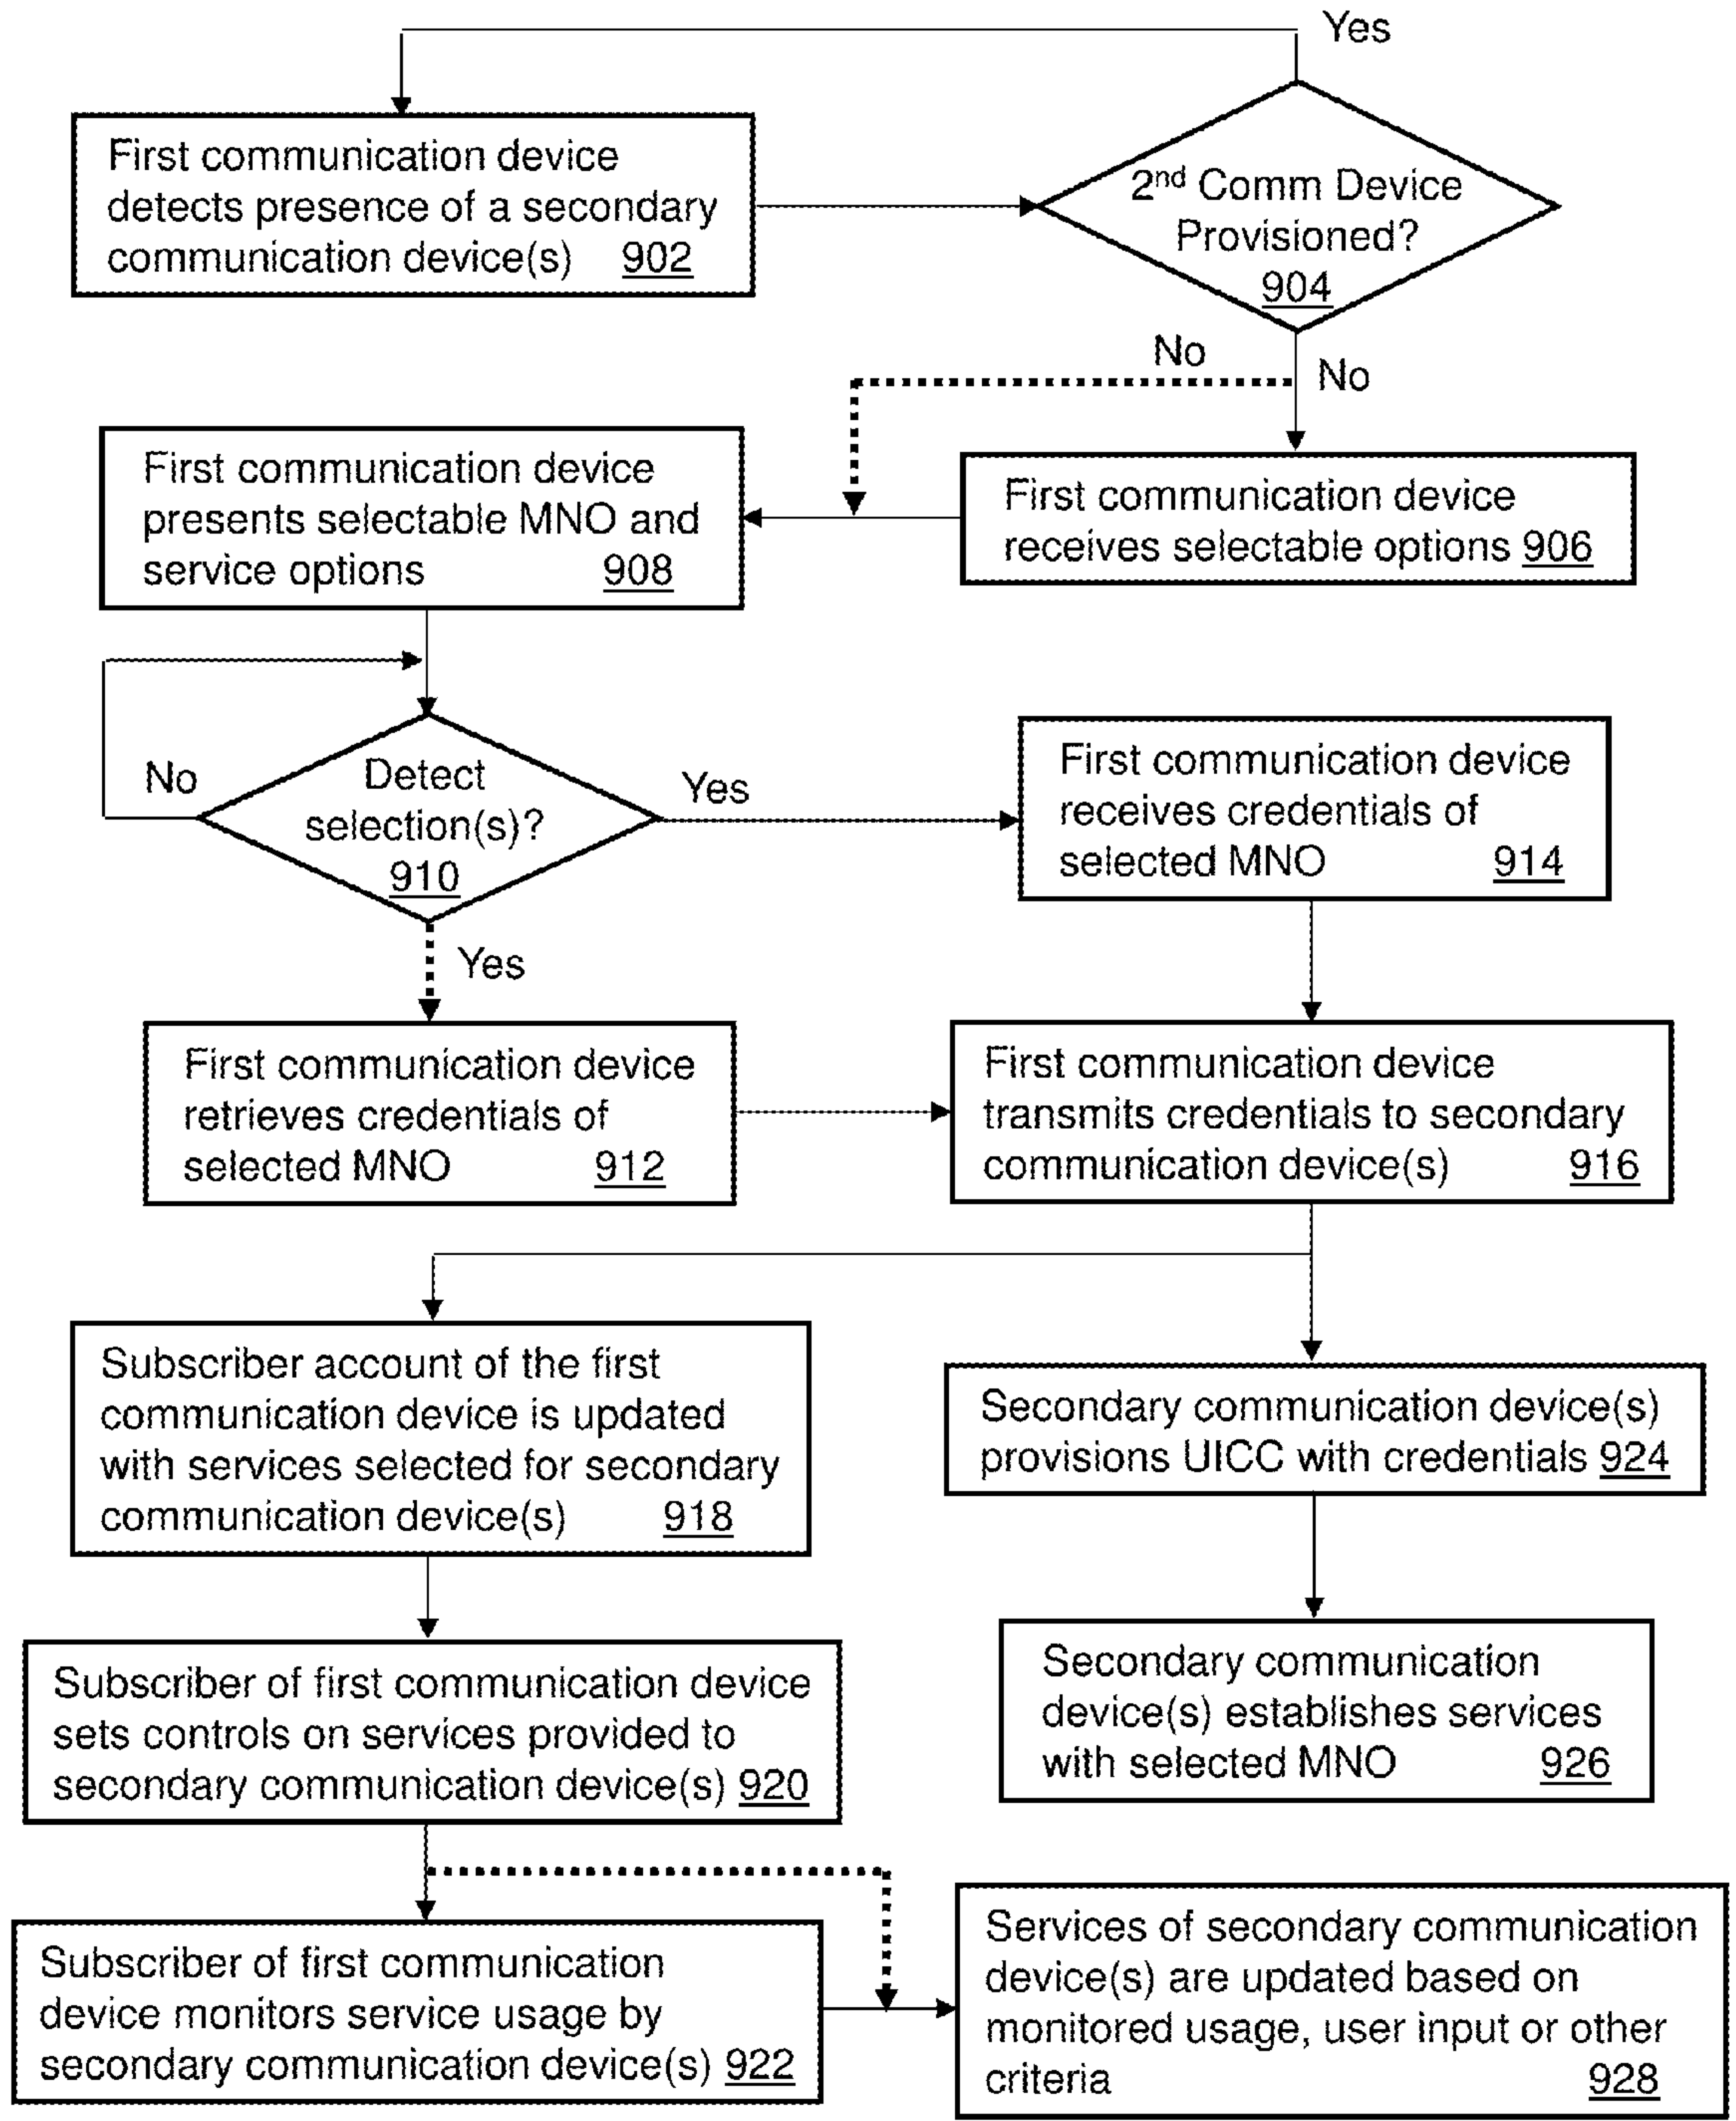 Yes
First communication device
detects presence of a secondary
communication device(s) 902
2nd Comm Device
Provisioned?
904
No
No
First communication device
presents selectable MNO and
service options 908
First communication device
receives selectable options 906
No
Detect
selection(s)?
910
Yes
First communication device
receives credentials of
selected MNO 914
Yes
First communication device
retrieves credentials of
selected MNO 912
First communication device
transmits credentials to secondary
communication device(s) 916
Subscriber account of the first
communication device is updated
with services selected for secondary
communication device(s) 918
Secondary communication device(s)
provisions UICC with credentials 924
Subscriber of first communication device
sets controls on services provided to
secondary communication device(s) 920
Secondary communication
device(s) establishes services
with selected MNO 926
Subscriber of first communication
device monitors service usage by
secondary communication device(s) 922
Services of secondary communication
device(s) are updated based on
monitored usage, user input or other
criteria 928